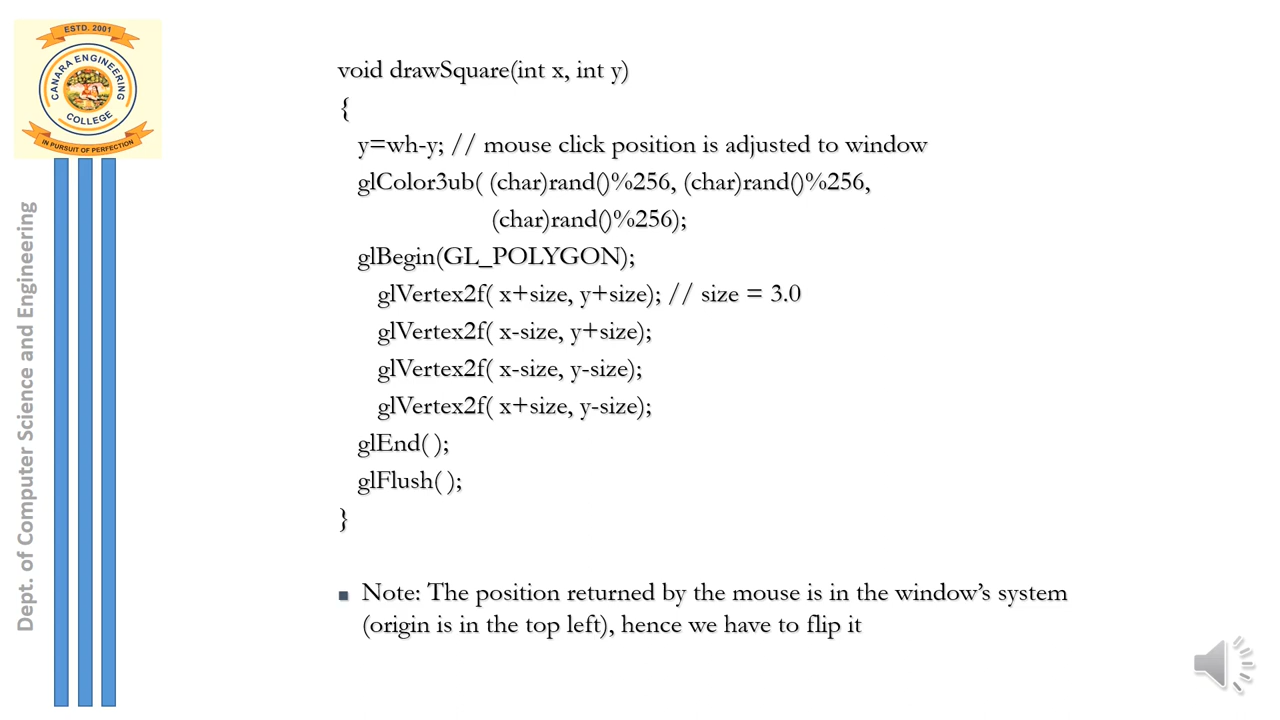 ESTD. 2001
CANARA ENGINEERING
COLLEGE
IN PURSUIT OF PERFECTION
Dept. of Computer Science and Engineering
void drawSquare(int x, int y)
{
y=wh-y; // mouse click position is adjusted to window
glColor3ub( (char)rand()%256, (char)rand()%256,
(char)rand()%256);
glBegin(GL_POLYGON);
glVertex2f( x+size, y+size); // size = 3.0
glVertex2f( x-size, y+size);
glVertex2f( x-size, y-size);
glVertex2f( x+size, y-size);
glEnd( );
glFlush( );
}
Note: The position returned by the mouse is in the window’s system
(origin is in the top left), hence we have to flip it